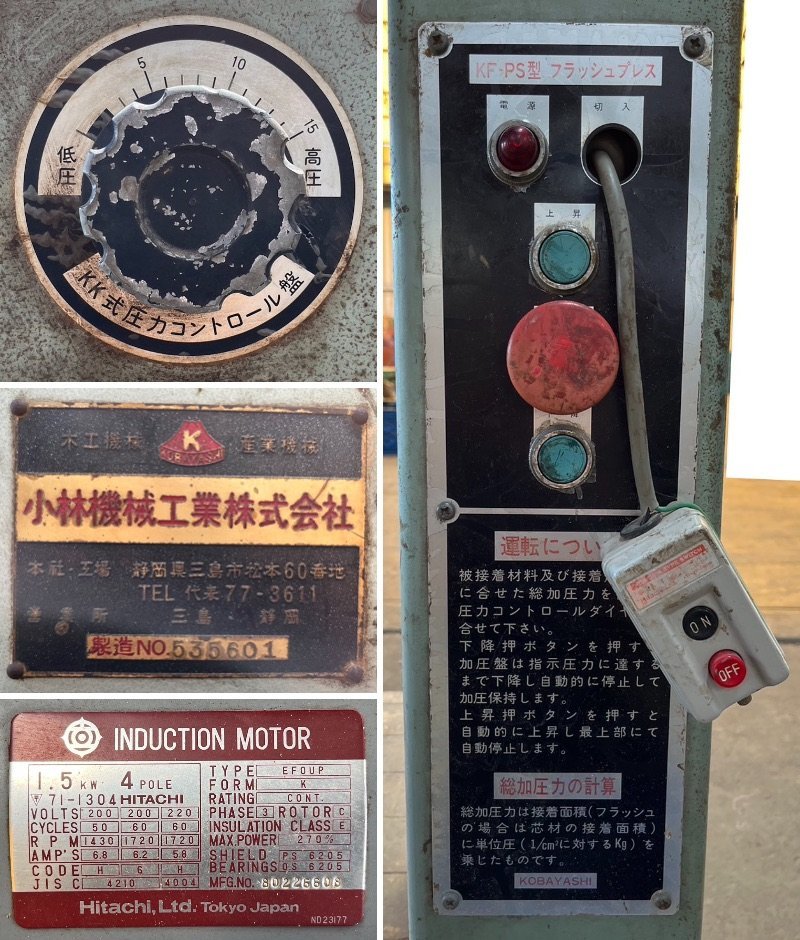 5
10
15
低圧
高圧
KK式圧力コントロール盤
木工機械
K
KOBAYASHI
産業機械
小林機械工業株式会社
本社・工場 静岡県三島市松本60番地
TEL 代表77-3611
営業所 三島・静岡
製造NO.535601
INDUCTION MOTOR
1.5 KW 4 POLE
71-1304 HITACHI
VOLTS 200 200 220
CYCLES 50 60 60
RPM 1430 1720 1720
AMP'S 6.8 6.2 5.8
CODE H G H
JIS C 4210 4004
TYPE EFOUP
FORM K
RATING CONT
PHASE 3 ROTOR C
INSULATION CLASS E
MAX.POWER 270%
SHIELD PS 6205
BEARINGS OS 6205
MFG.NO.
Hitachi, Ltd. Tokyo Japan
ND23177
KF-PS型 フラッシュプレス
電源
切入
上昇
運転につい
被接着材料及び接着
に合せた総加圧力を
圧力コントロールダイヤ
合せて下さい。
下降押ボタンを押す
加圧盤は指示圧力に達する
まで下降し自動的に停止して
加圧保持します。
上昇押ボタンを押すと
自動的に上昇し最上部にて
自動停止します。
ON
OFF
総加圧力の計算
総加圧力は接着面積(フラッシュ
の場合は芯材の接着面積)
に単位圧(1/cm²に対するKg)を
乗じたものです。
KOBAYASHI